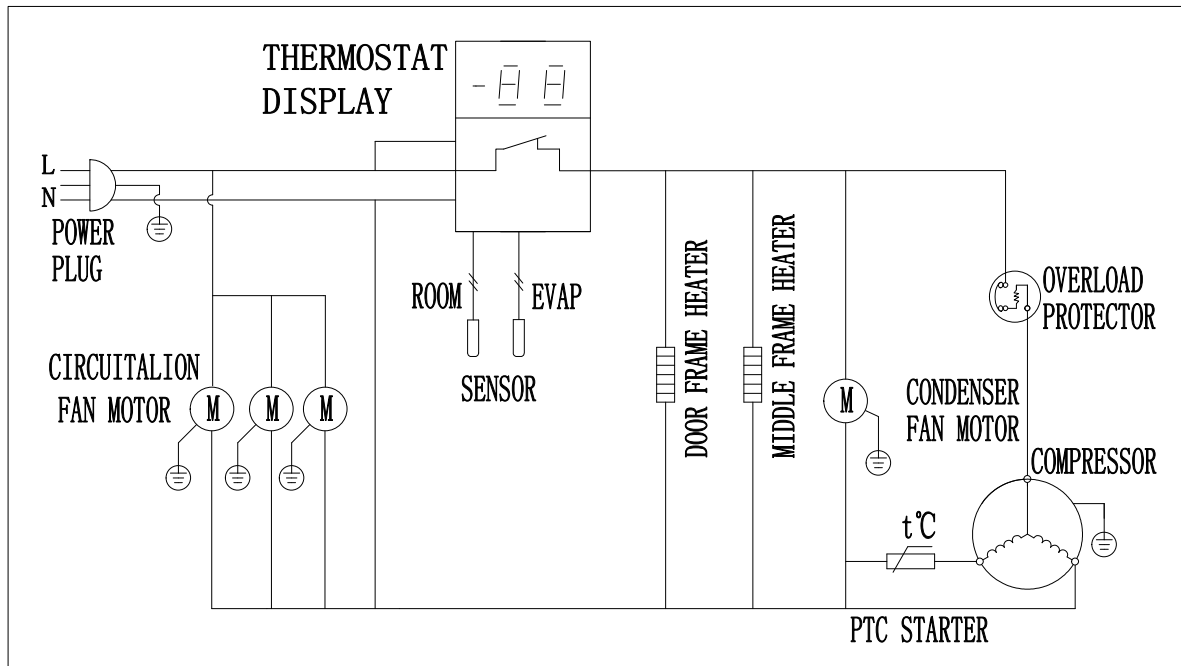 THERMOSTAT
DISPLAY
-88
L
N
POWER
PLUG
ROOM
EVAP
SENSOR
CIRCUITALION
FAN MOTOR
M
M
M
DOOR FRAME HEATER
MIDDLE FRAME HEATER
OVERLOAD
PROTECTOR
M
CONDENSER
FAN MOTOR
COMPRESSOR
t℃
PTC STARTER